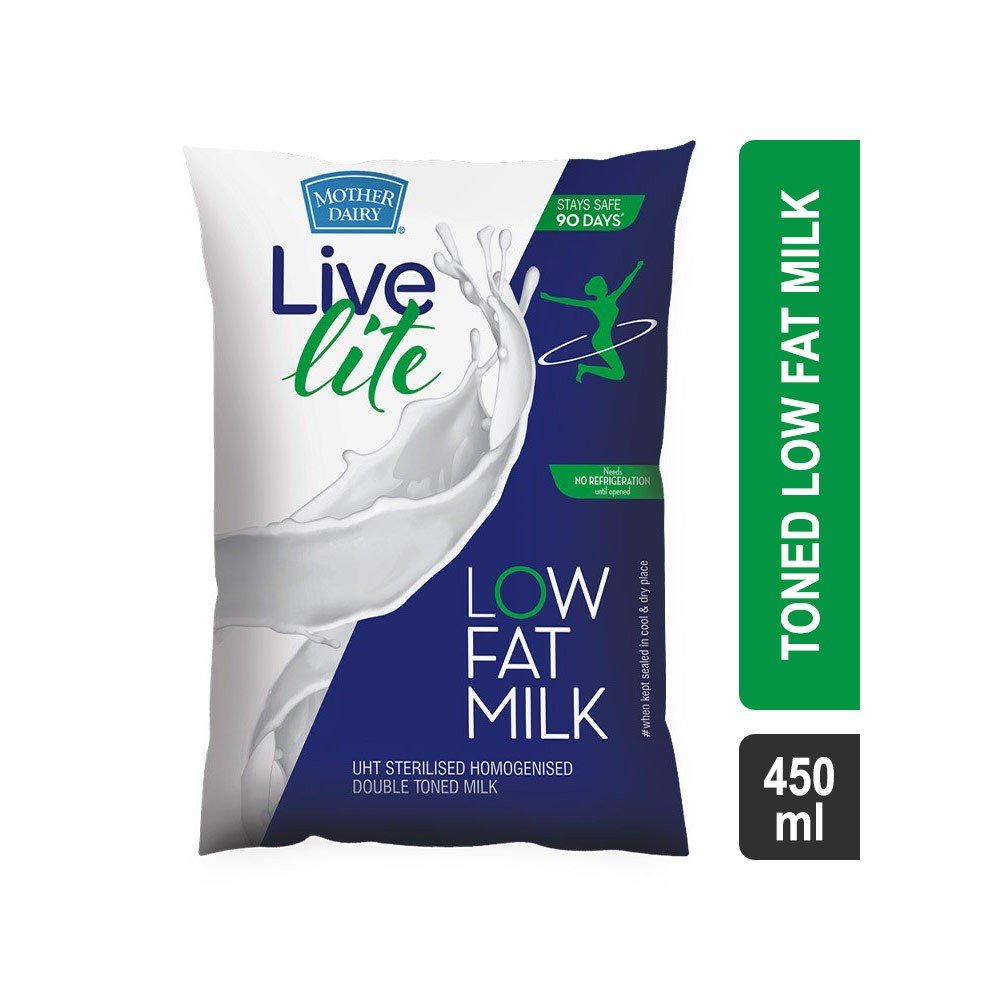 MOTHER
DAIRY
®
Live
lite
STAYS SAFE
90 DAYS#
Needs
NO REFRIGERATION
until opened
LOW
FAT
MILK
#when kept sealed in cool & dry place
UHT STERILISED HOMOGENISED
DOUBLE TONED MILK
TONED LOW FAT MILK
450
ml